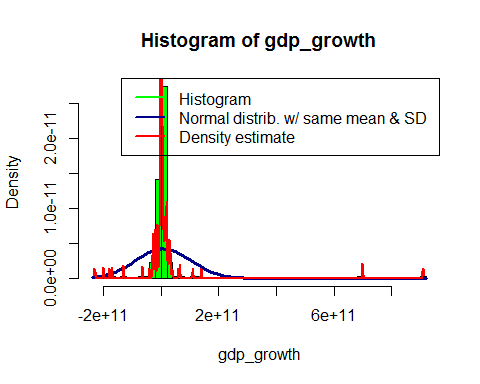 Histogram of gdp_growth
Histogram
Normal distrib. w/ same mean & SD
Density estimate
Density
0.0e+00 1.0e-11 2.0e-11
-2e+11 2e+11 6e+11
gdp_growth